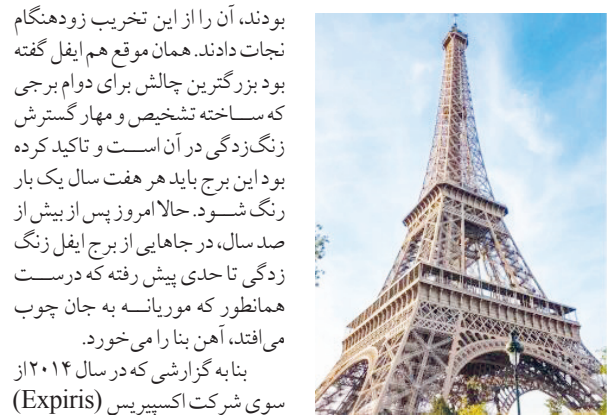 بودند، آن را از این تخریب زودهنگام
نجات دادند. همان موقع هم ایفل گفته
بود بزرگترین چالش برای دوام برجی
که ساخته تشخیص و مهار گسترش
زنگ‌زدگی در آن است و تاکید کرده
بود این برج باید هر هفت سال یک بار
رنگ شود. حالا امروز پس از بیش از
صد سال، در جاهایی از برج ایفل زنگ
زدگی تا حدی پیش رفته که درست
همانطور که موریانه به جان چوب
می‌افتد، آهن بنا را می‌خورد.
بنا به گزارشی که در سال ۲۰۱۴ از
سوی شرکت اکسپیریس (Expiris)